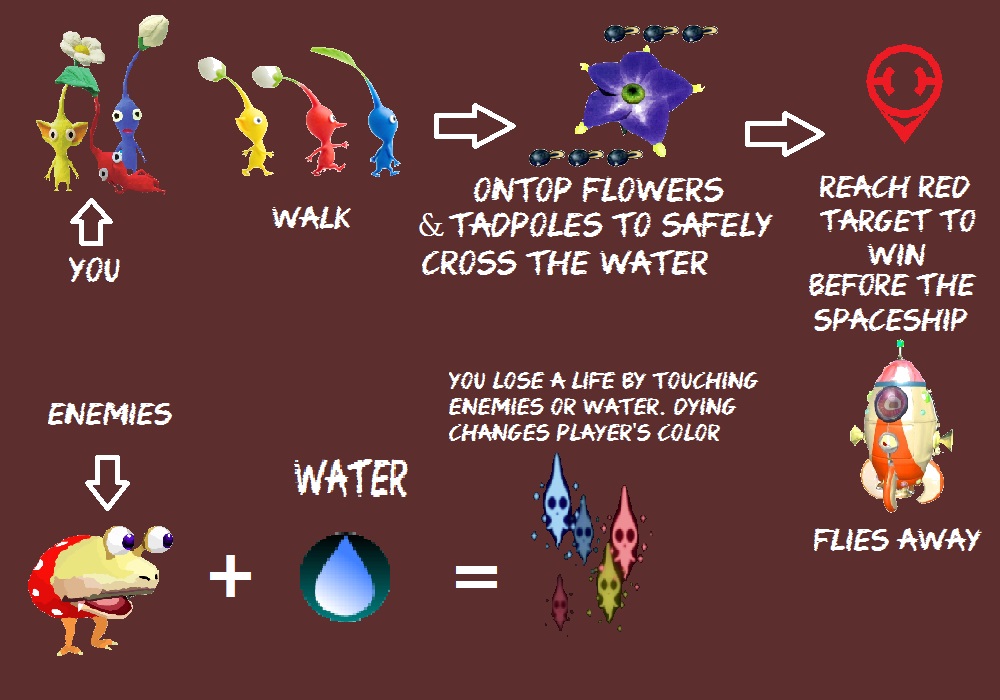 YOU
WALK
ONTOP FLOWERS
& TADPOLES TO SAFELY
CROSS THE WATER
REACH RED
TARGET TO
WIN
BEFORE THE
SPACESHIP
FLIES AWAY
ENEMIES
+
WATER
=
YOU LOSE A LIFE BY TOUCHING
ENEMIES OR WATER. DYING
CHANGES PLAYER'S COLOR